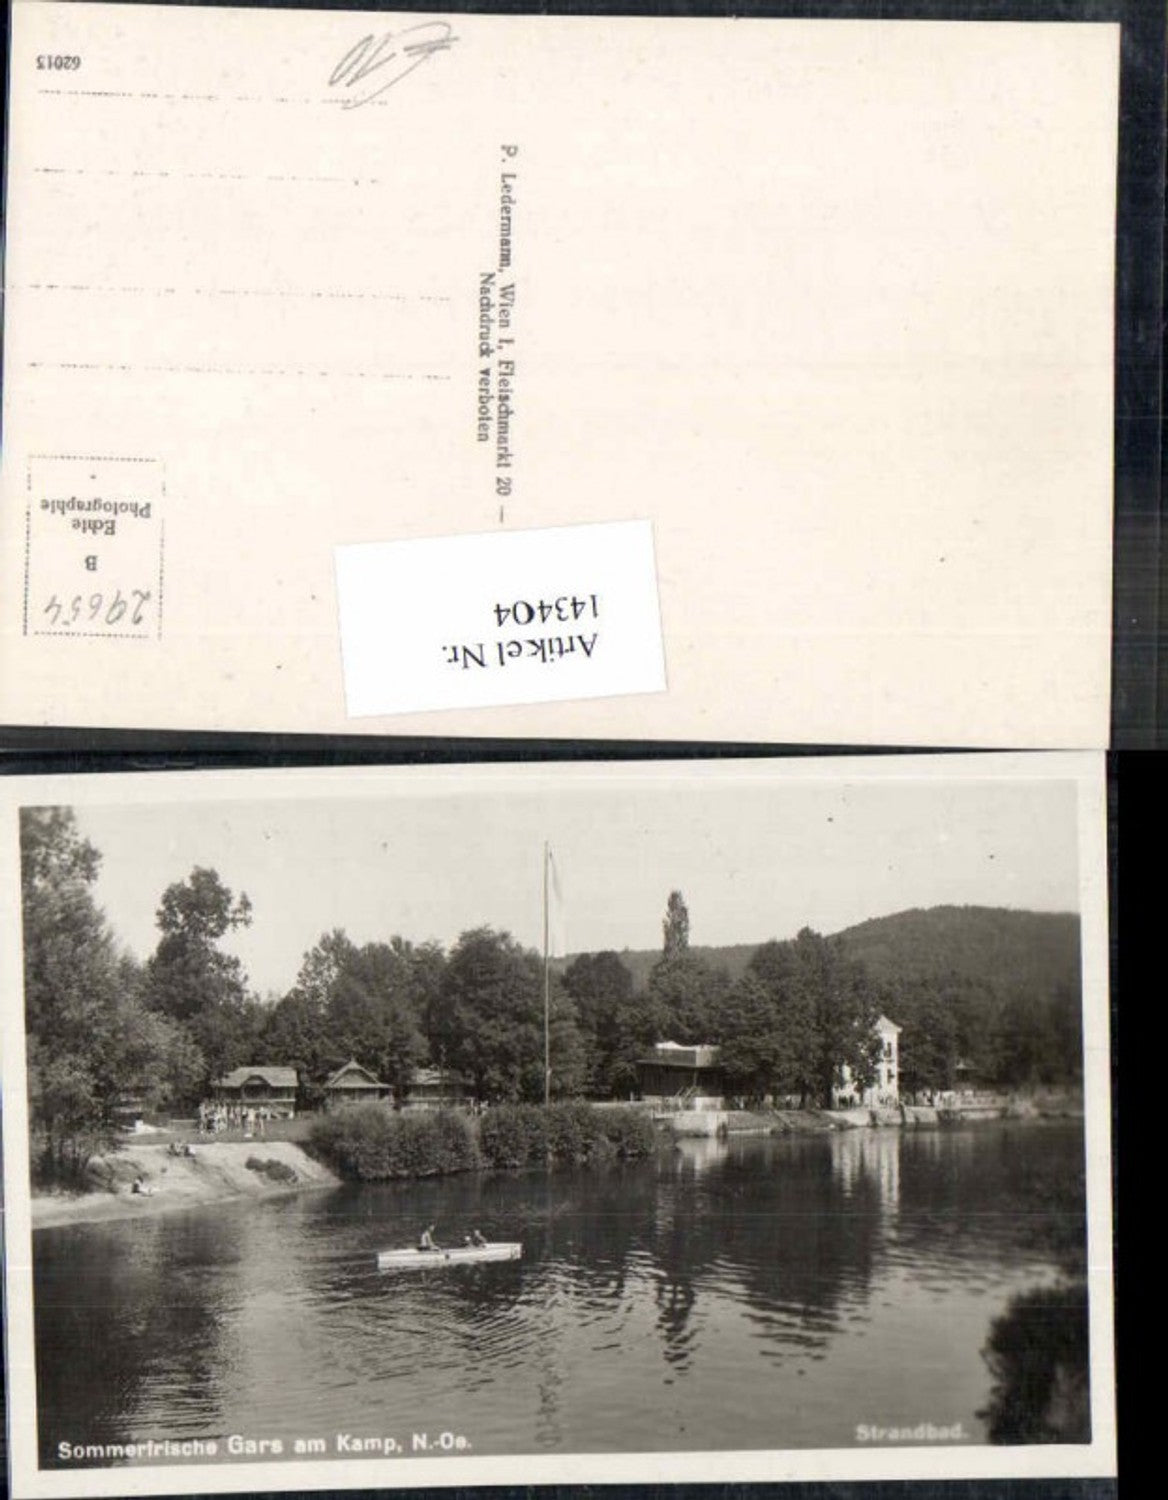 62013
P. Ledermann, Wien I, Fleischmarkt 20 —
Nachdruck verboten
Echte
Photographie
B
29654
Artikel Nr.
143404
Sommerfrische Gars am Kamp, N.-Oe.
Strandbad.